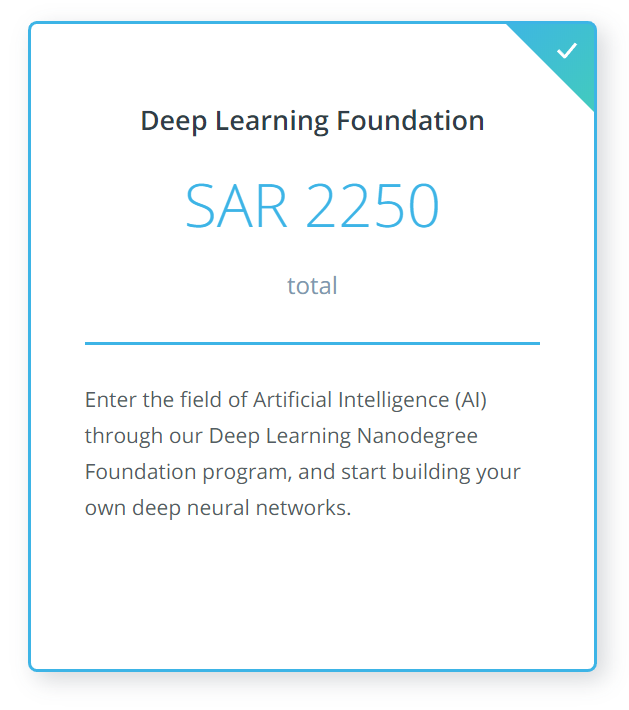 Deep Learning Foundation
SAR 2250
total
Enter the field of Artificial Intelligence (AI)
through our Deep Learning Nanodegree
Foundation program, and start building your
own deep neural networks.